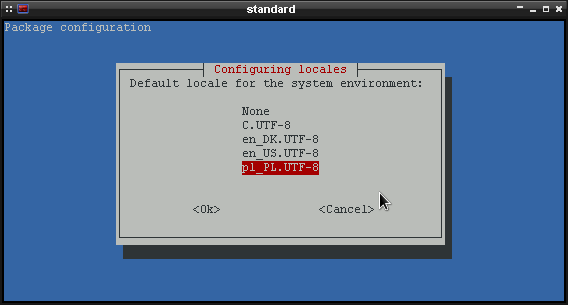 standard
Package configuration
Configuring locales
Default locale for the system environment:
None
C.UTF-8
en_DK.UTF-8
en_US.UTF-8
pl_PL.UTF-8
<Ok> <Cancel>